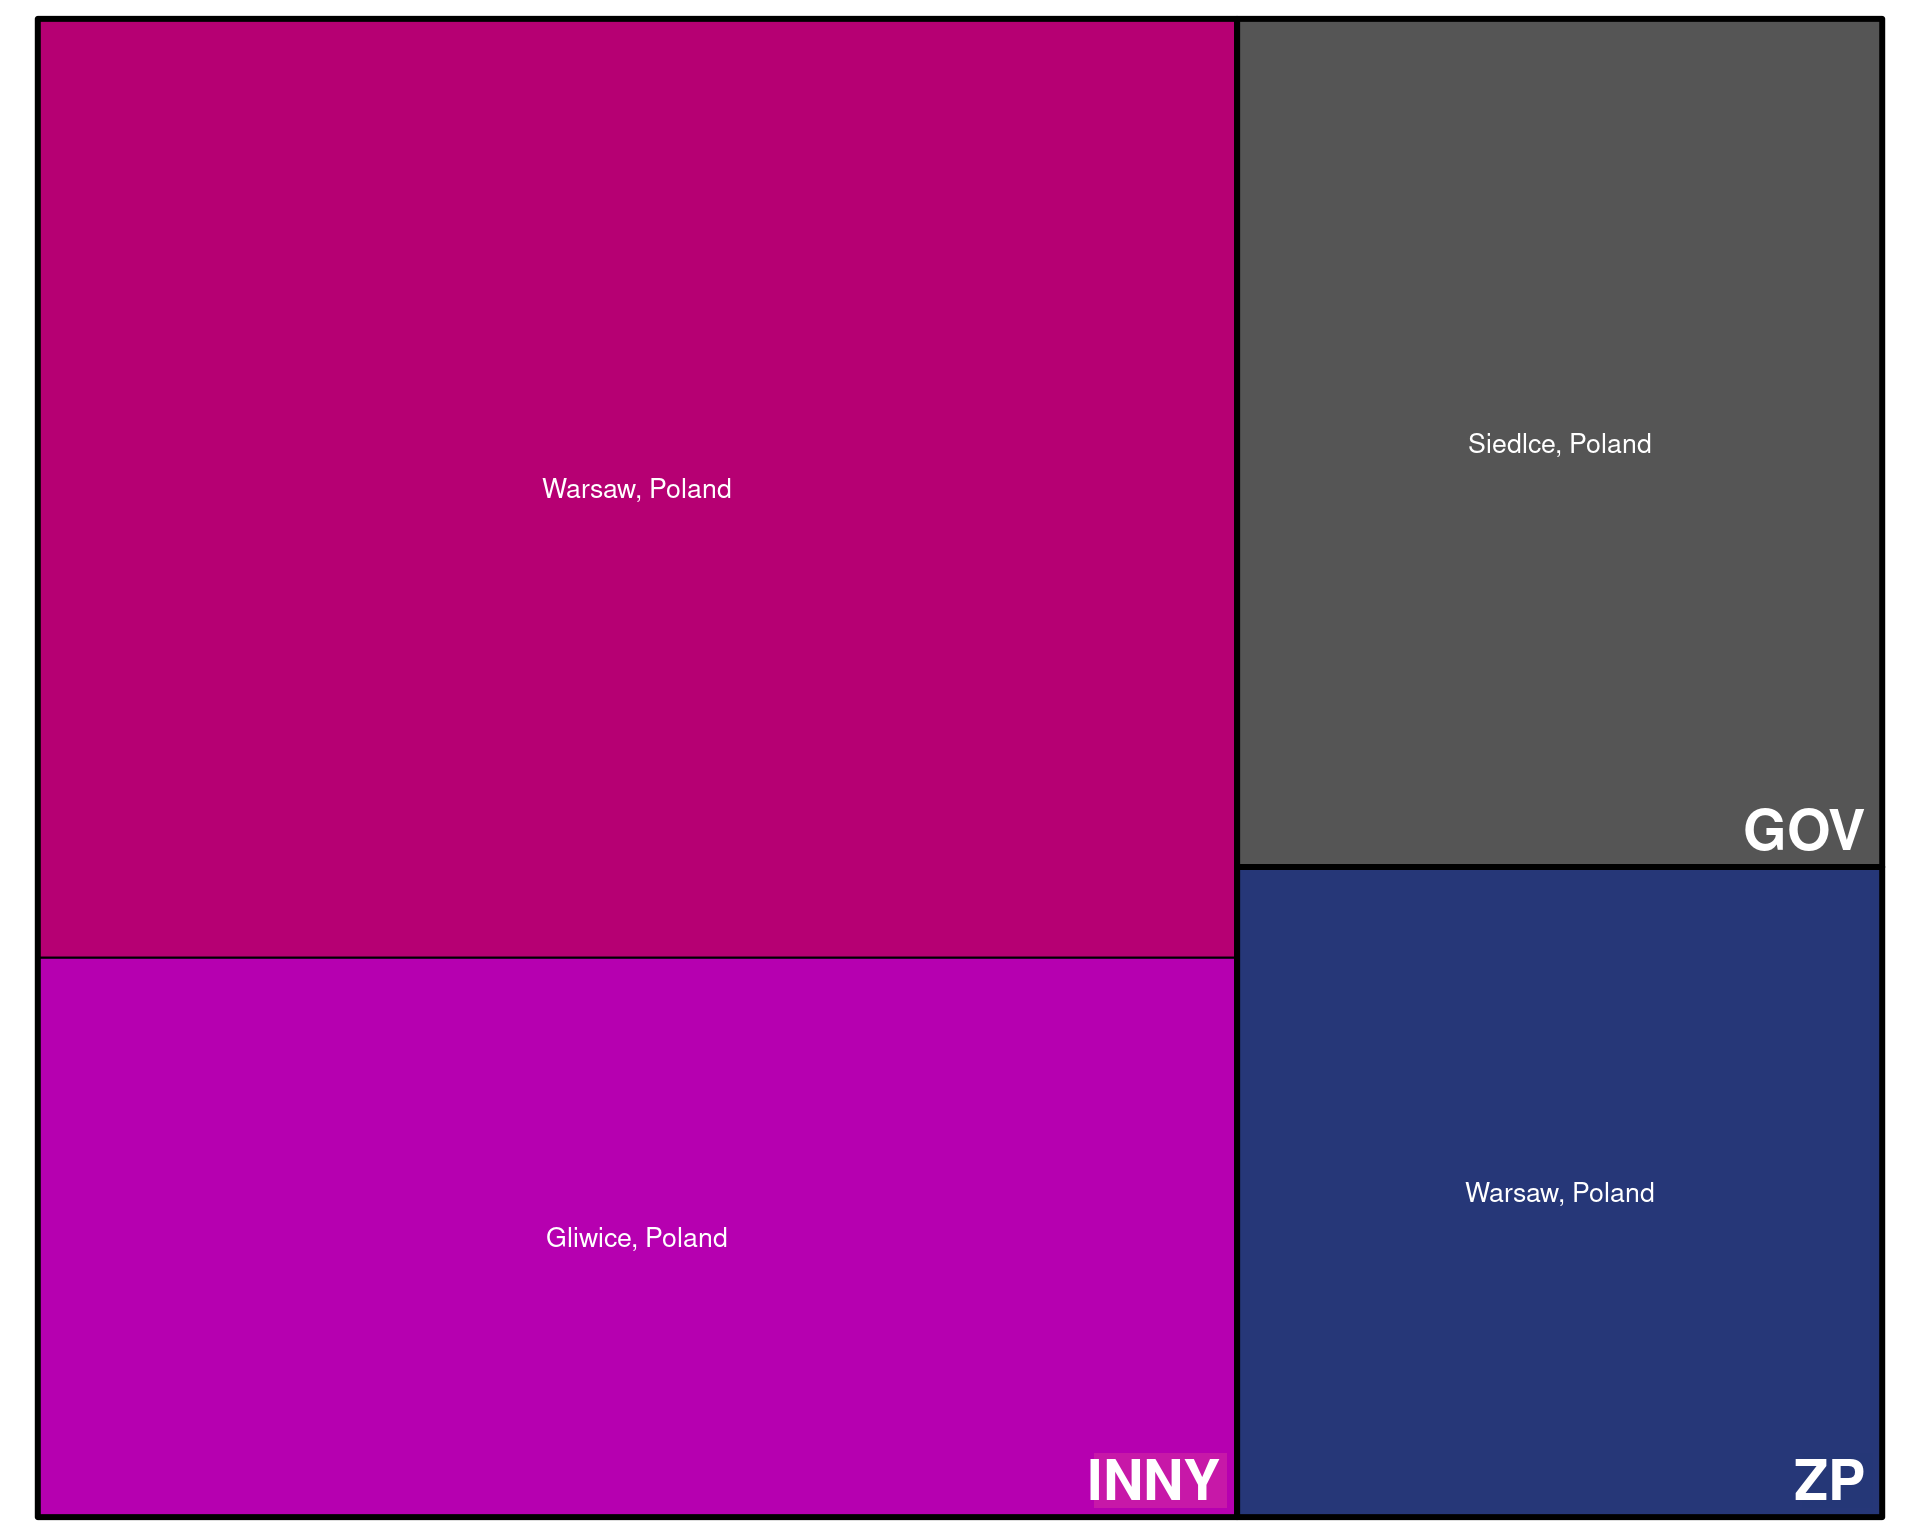 Warsaw, Poland
Gliwice, Poland
INNY
Siedlce, Poland
GOV
Warsaw, Poland
ZP